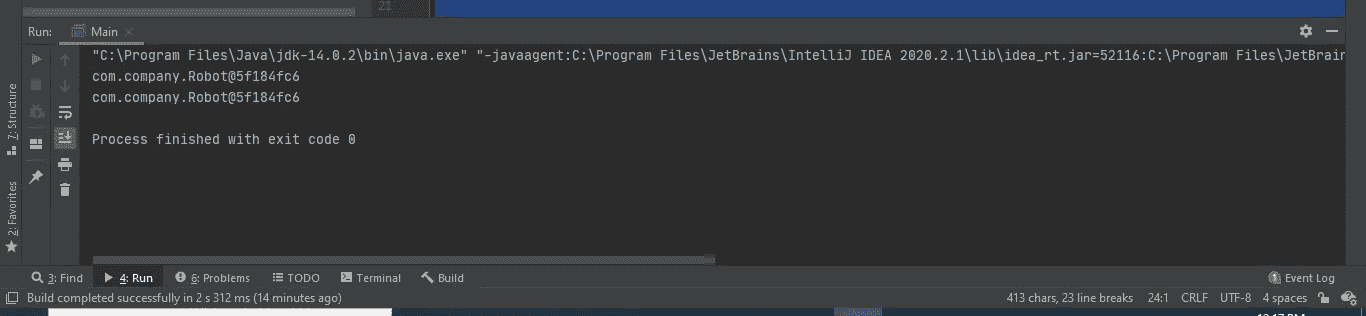 21
Run: Main
"C:\Program Files\Java\jdk-14.0.2\bin\java.exe" "-javaagent:C:\Program Files\JetBrains\IntelliJ IDEA 2020.2.1\lib\idea_rt.jar=52116:C:\Program Files\JetBrain
com.company.Robot@5f184fc6
com.company.Robot@5f184fc6
Process finished with exit code 0
7: Structure
2: Favorites
3: Find 4: Run 6: Problems TODO Terminal Build 1 Event Log
Build completed successfully in 2 s 312 ms (14 minutes ago) 413 chars, 23 line breaks 24:1 CRLF UTF-8 4 spaces